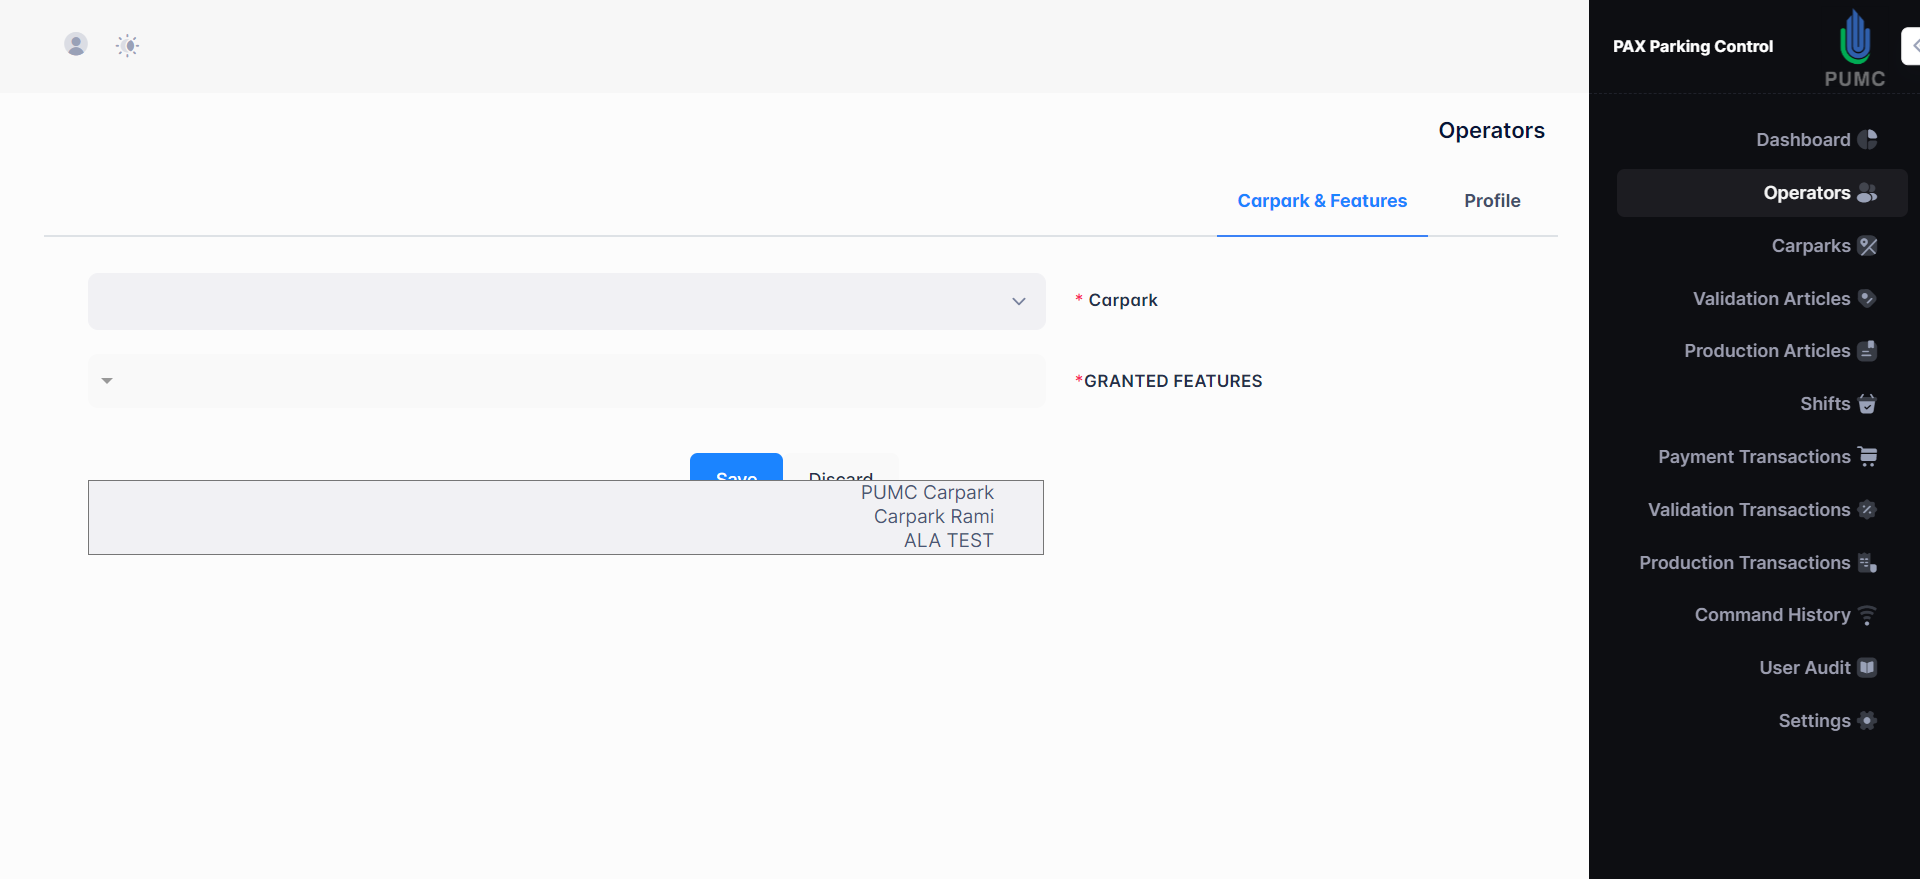 PAX Parking Control
PUMC
Operators
Carpark & Features
Profile
* Carpark
*GRANTED FEATURES
Save
Discard
PUMC Carpark
Carpark Rami
ALA TEST
Dashboard
Operators
Carparks
Validation Articles
Production Articles
Shifts
Payment Transactions
Validation Transactions
Production Transactions
Command History
User Audit
Settings